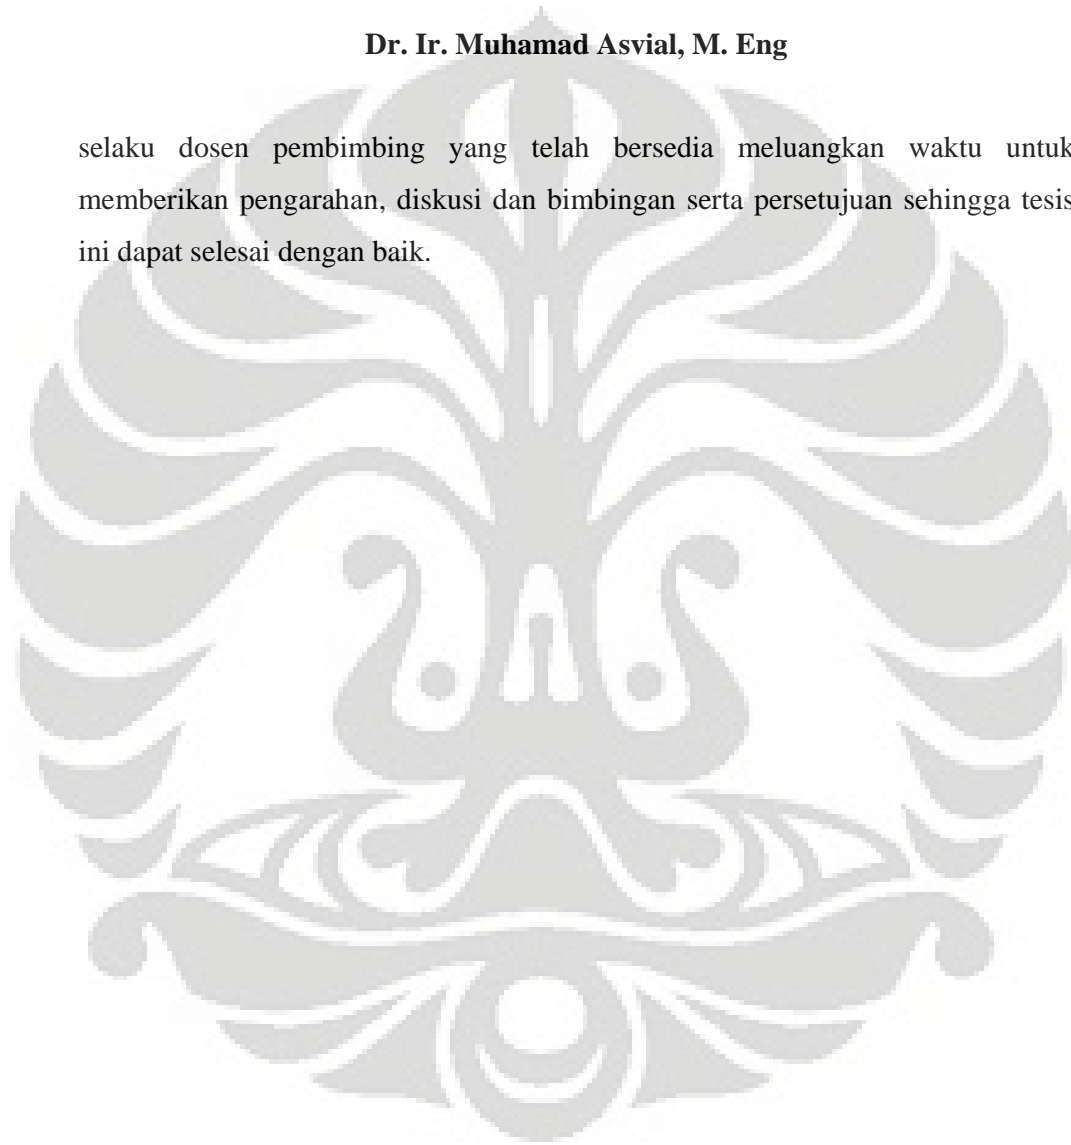 Dr. Ir. Muhamad Asvial, M. Eng
selaku dosen pembimbing yang telah bersedia meluangkan waktu untuk
memberikan pengarahan, diskusi dan bimbingan serta persetujuan sehingga tesis
ini dapat selesai dengan baik.